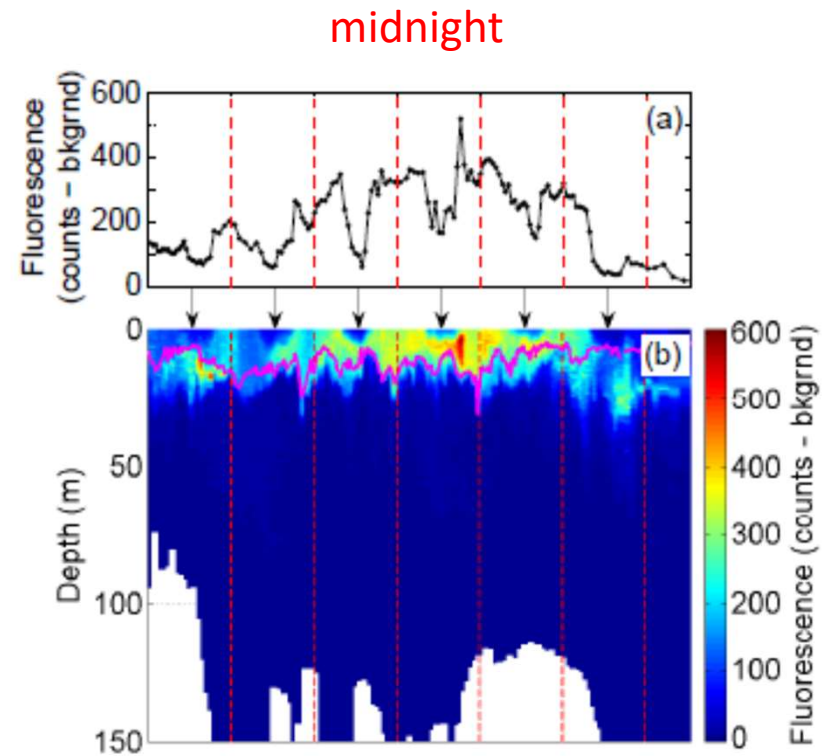 midnight
Fluorescence
(counts – bkgrnd)
600
400
200
0
(a)
Depth (m)
0
50
100
150
(b)
600
500
400
300
200
100
0
Fluorescence (counts – bkgrnd)